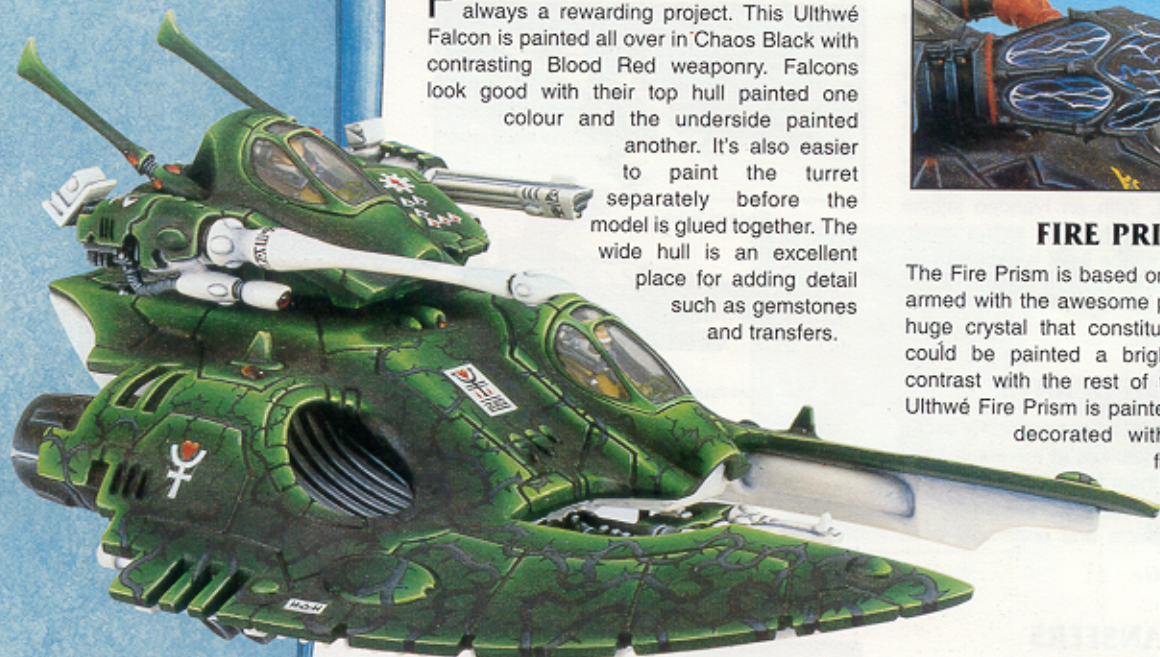 always a rewarding project. This Ulthwé
Falcon is painted all over in Chaos Black with
contrasting Blood Red weaponry. Falcons
look good with their top hull painted one
colour and the underside painted
another. It's also easier
to paint the turret
separately before the
model is glued together. The
wide hull is an excellent
place for adding detail
such as gemstones
and transfers.
FIRE PRI
The Fire Prism is based o
armed with the awesome p
huge crystal that constitu
could be painted a brig
contrast with the rest of
Ulthwé Fire Prism is painte
decorated with
f